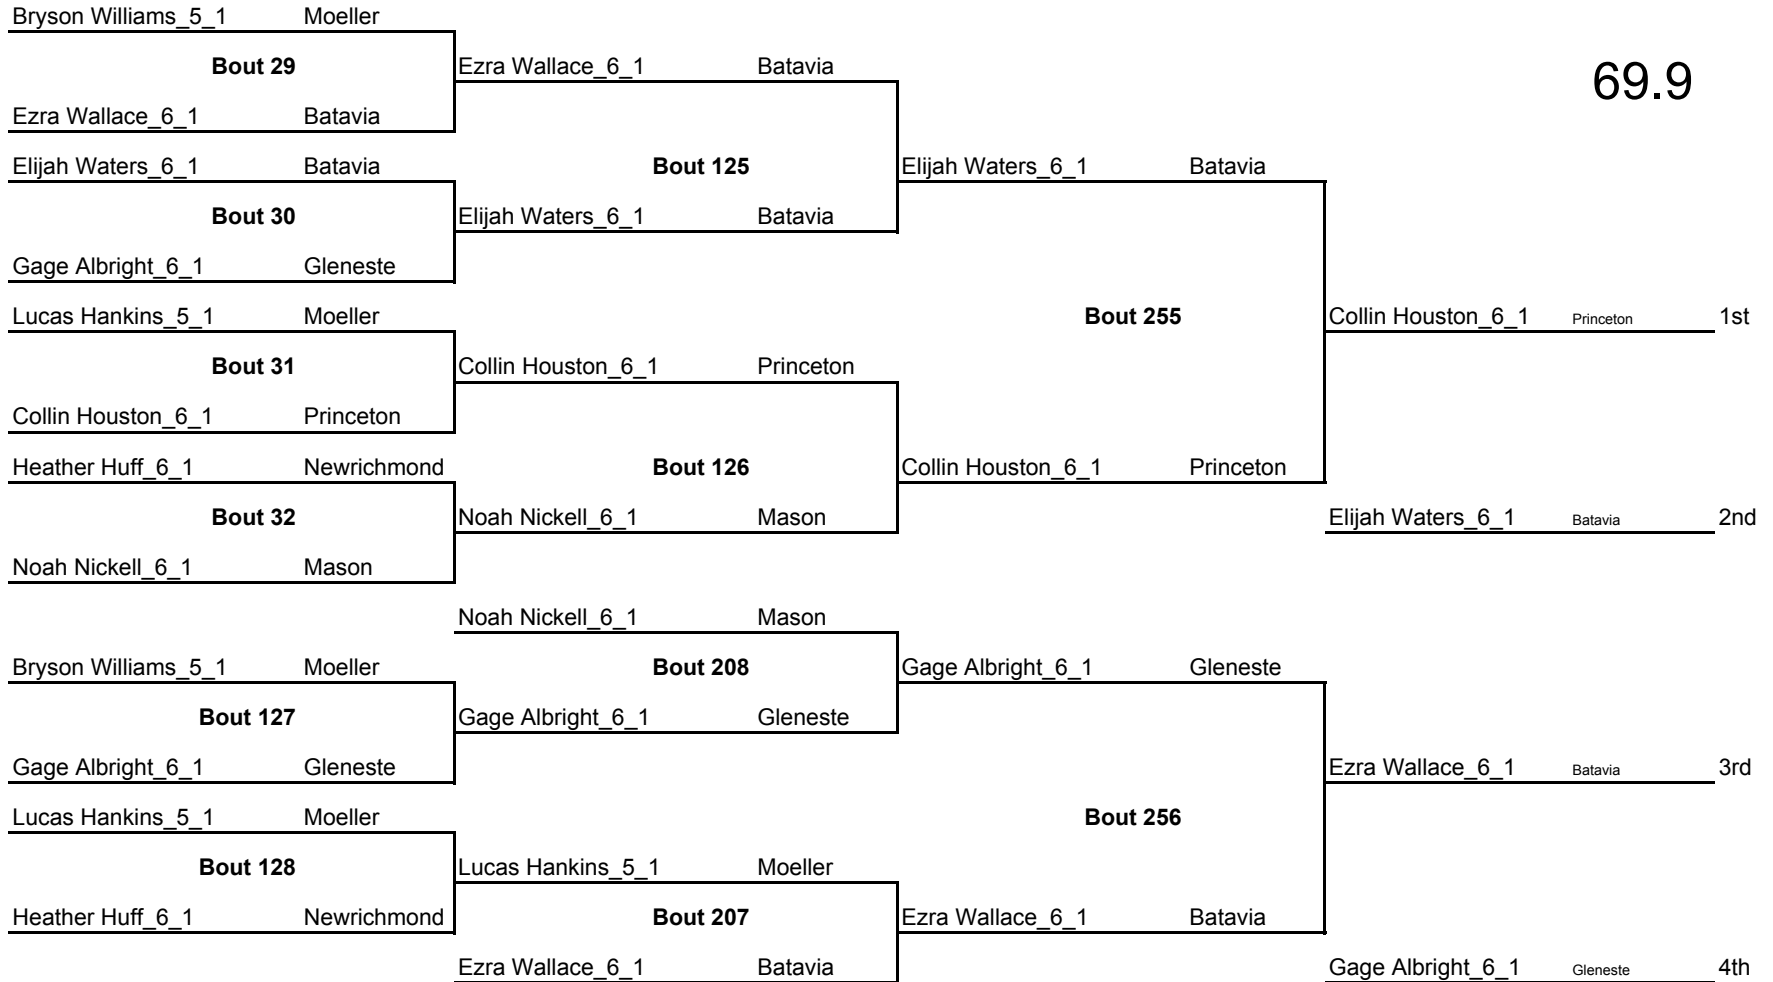 Bryson Williams_5_1 Moeller
Bout 29 Ezra Wallace_6_1 Batavia
69.9
Ezra Wallace_6_1 Batavia
Elijah Waters_6_1 Batavia Bout 125 Elijah Waters_6_1 Batavia
Bout 30 Elijah Waters_6_1 Batavia
Gage Albright_6_1 Gleneste
Lucas Hankins_5_1 Moeller Bout 255 Collin Houston_6_1 Princeton 1st
Bout 31 Collin Houston_6_1 Princeton
Collin Houston_6_1 Princeton
Heather Huff_6_1 Newrichmond Bout 126 Collin Houston_6_1 Princeton
Bout 32 Noah Nickell_6_1 Mason Elijah Waters_6_1 Batavia 2nd
Noah Nickell_6_1 Mason
Noah Nickell_6_1 Mason
Bryson Williams_5_1 Moeller Bout 208 Gage Albright_6_1 Gleneste
Bout 127 Gage Albright_6_1 Gleneste
Gage Albright_6_1 Gleneste Ezra Wallace_6_1 Batavia 3rd
Lucas Hankins_5_1 Moeller Bout 256
Bout 128 Lucas Hankins_5_1 Moeller
Heather Huff_6_1 Newrichmond Bout 207 Ezra Wallace_6_1 Batavia
Ezra Wallace_6_1 Batavia Gage Albright_6_1 Gleneste 4th